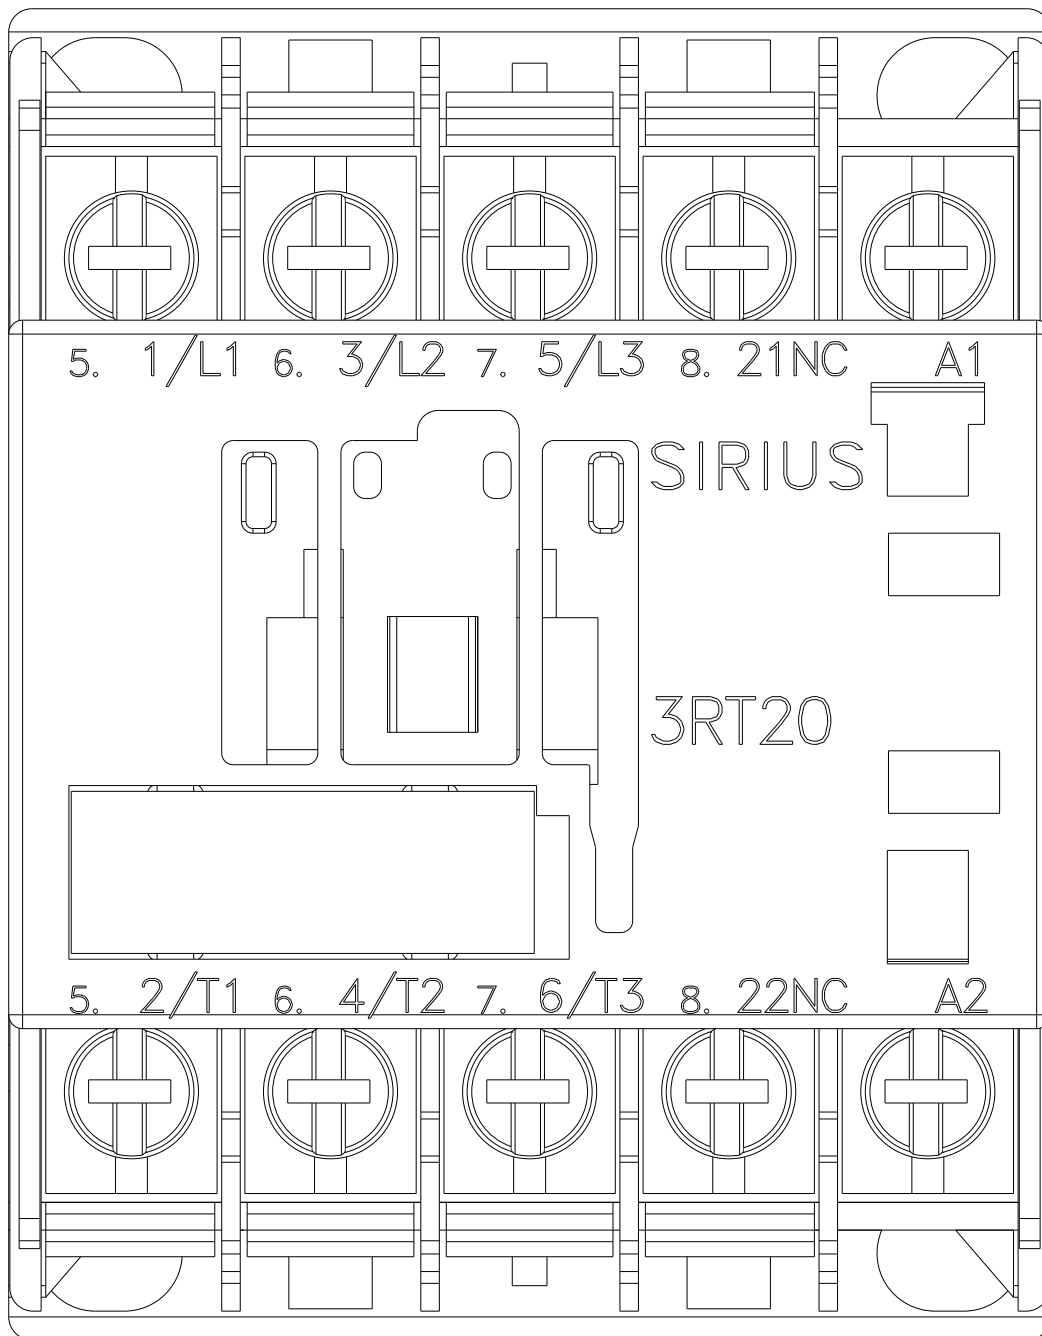 5. 1/L1 6. 3/L2 7. 5/L3 8. 21NC A1
SIRIUS
3RT20
5. 2/T1 6. 4/T2 7. 6/T3 8. 22NC A2